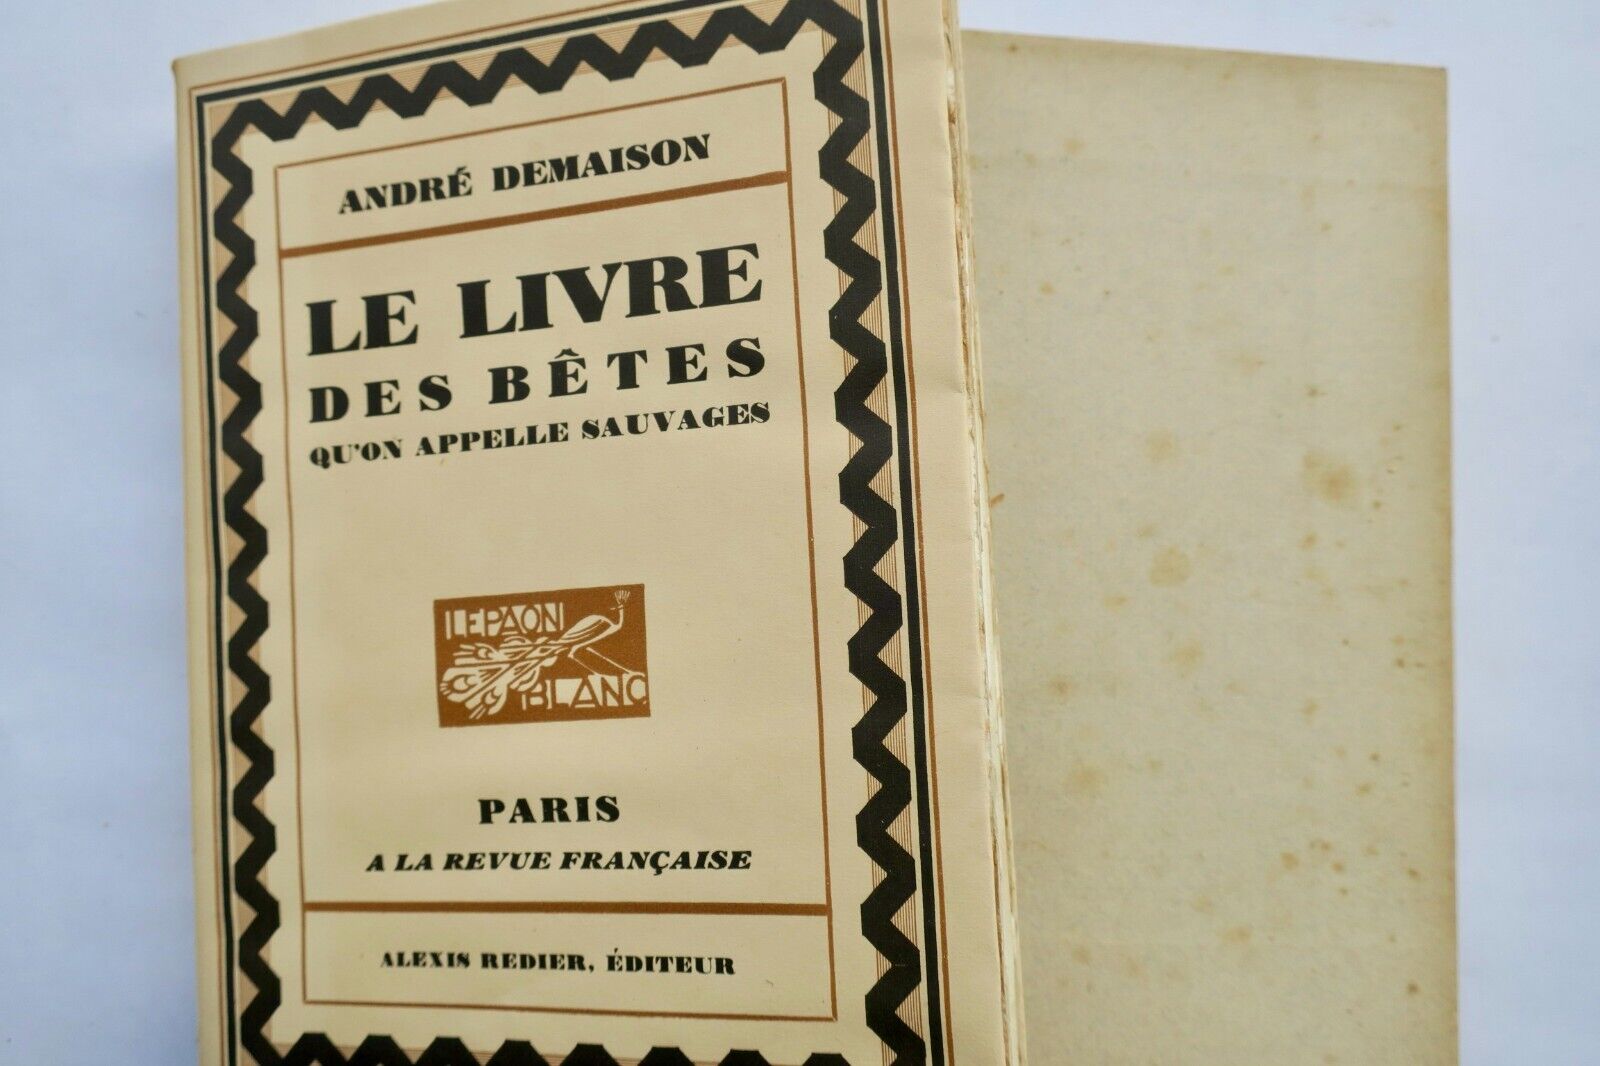 ANDRÉ DEMAISON
LE LIVRE
DES BÊTES
QU'ON APPELLE SAUVAGES
LE PAON
BLANC
PARIS
A LA REVUE FRANÇAISE
ALEXIS REDIER, ÉDITEUR